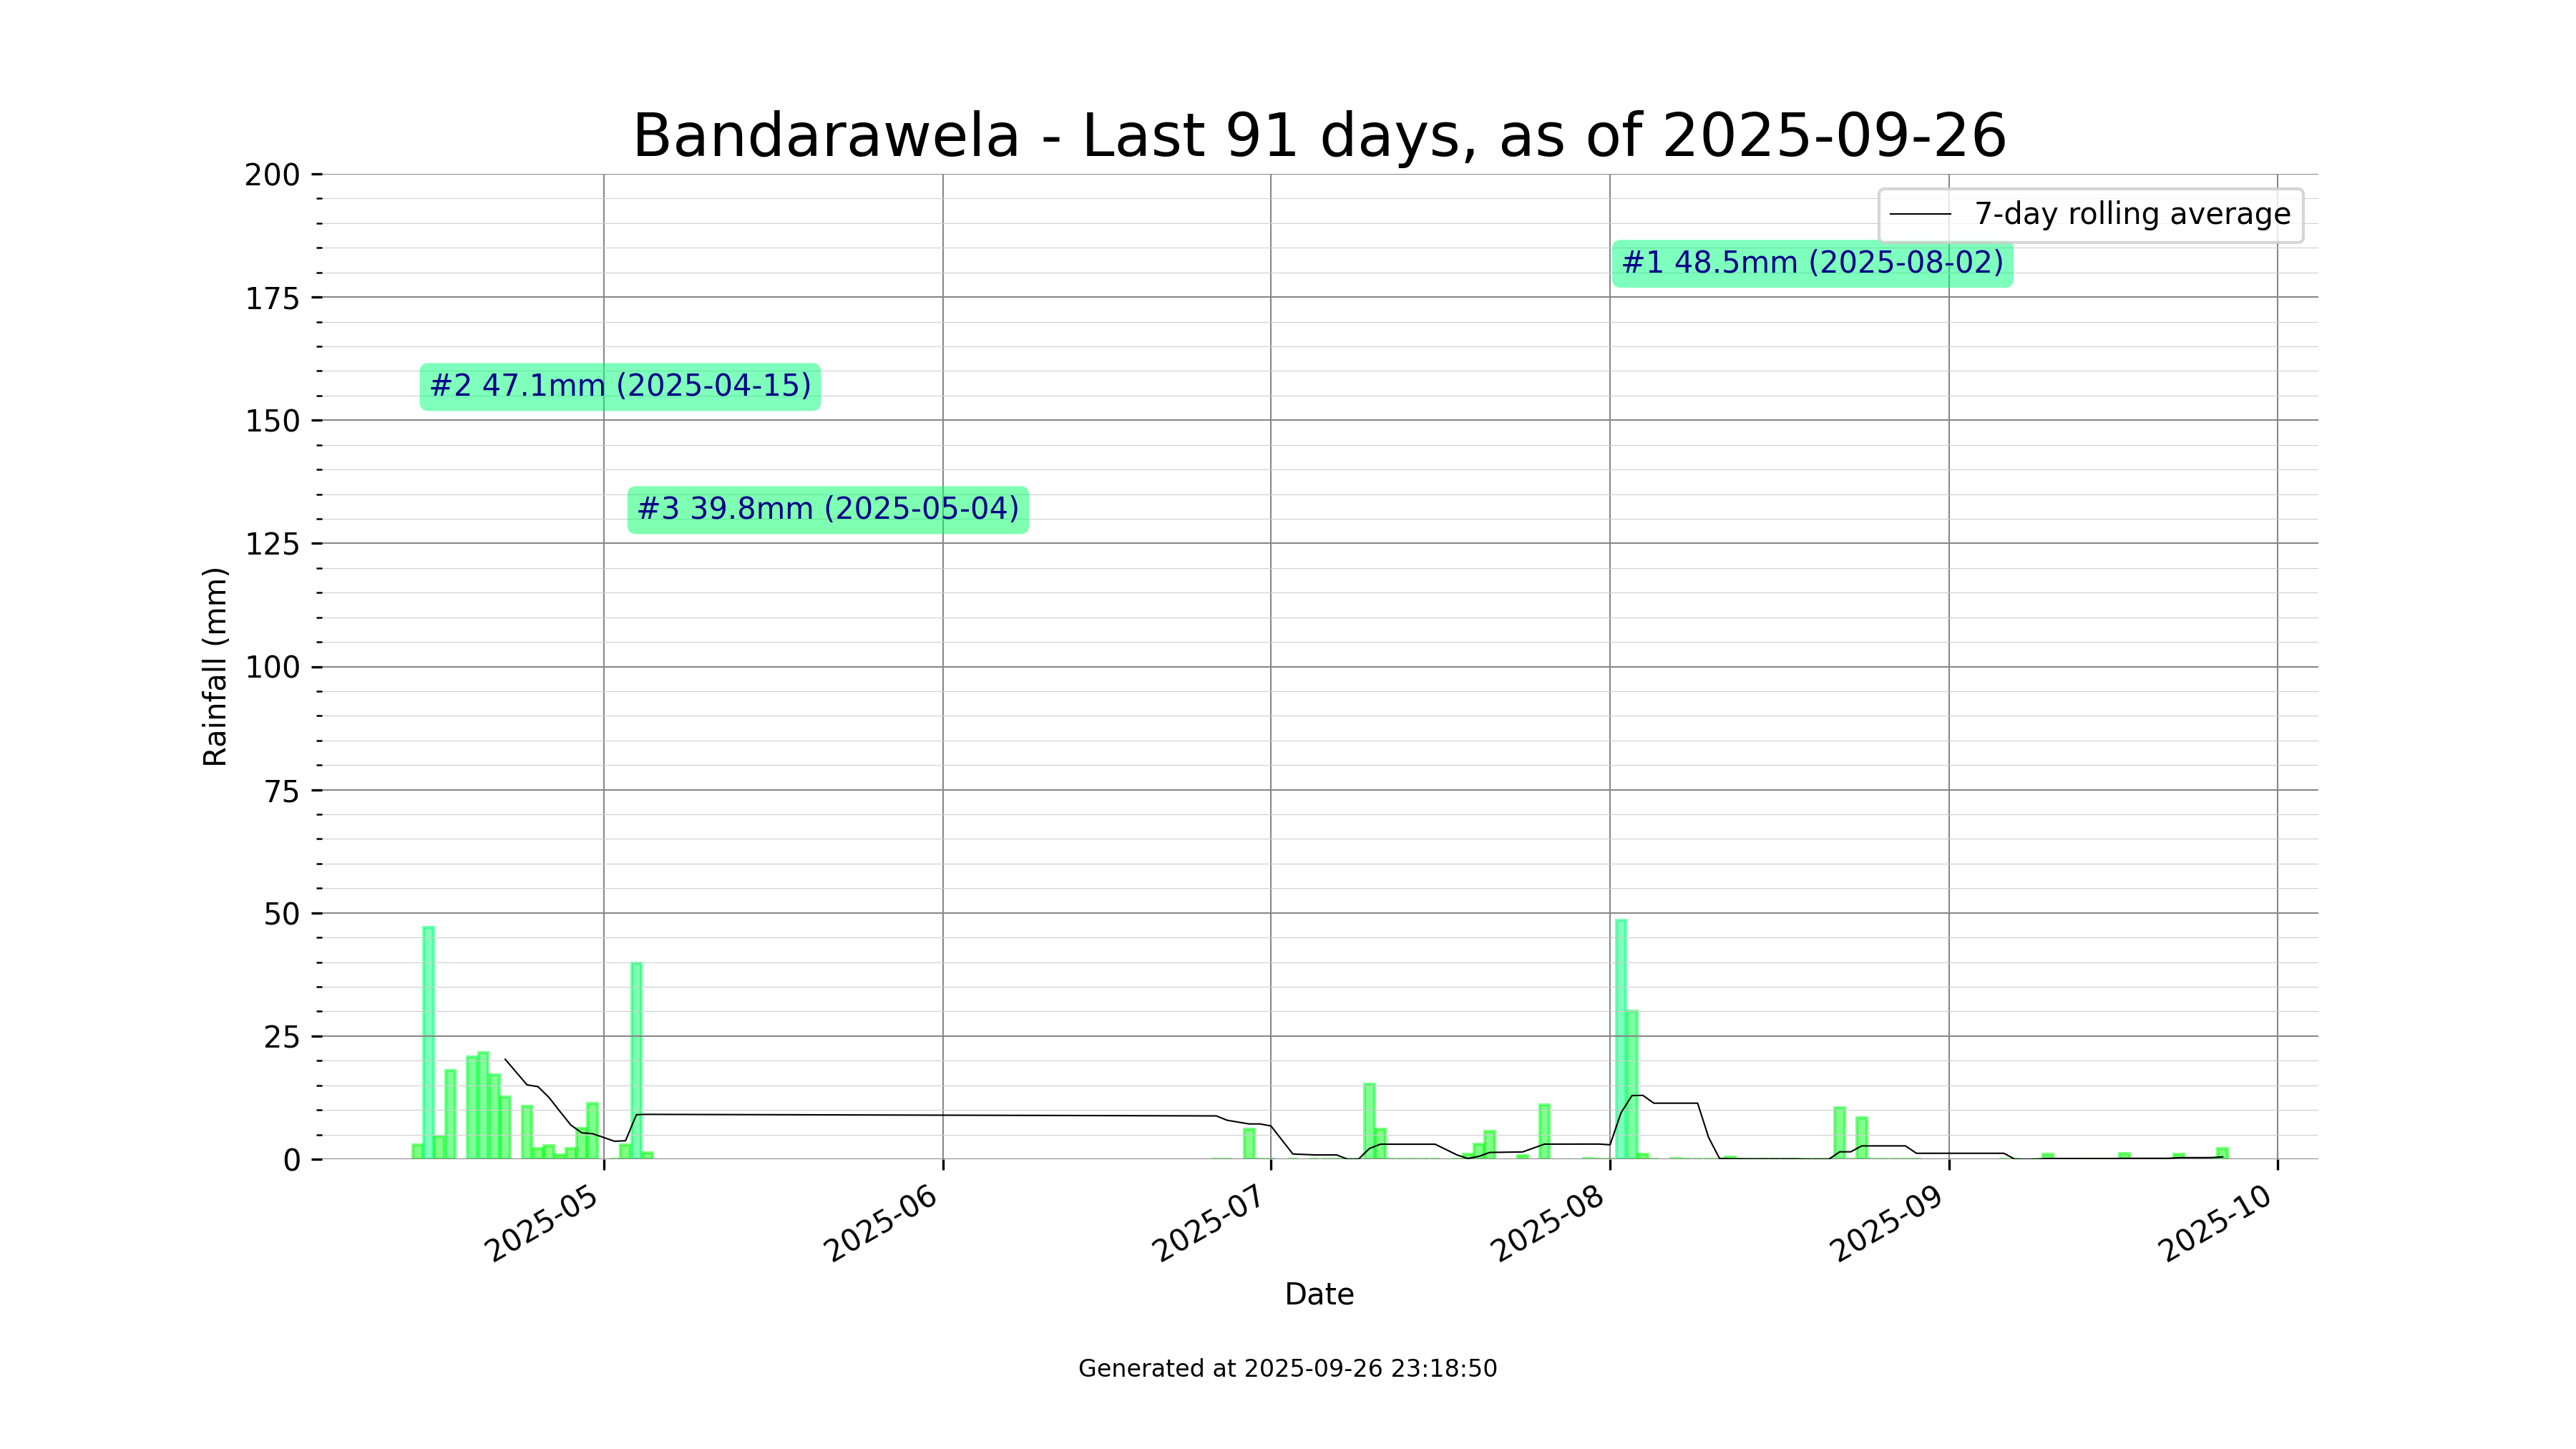 Bandarawela - Last 91 days, as of 2025-09-26
7-day rolling average
#1 48.5mm (2025-08-02)
#2 47.1mm (2025-04-15)
#3 39.8mm (2025-05-04)
Rainfall (mm)
200
175
150
125
100
75
50
25
0
2025-05
2025-06
2025-07
2025-08
2025-09
2025-10
Date
Generated at 2025-09-26 23:18:50